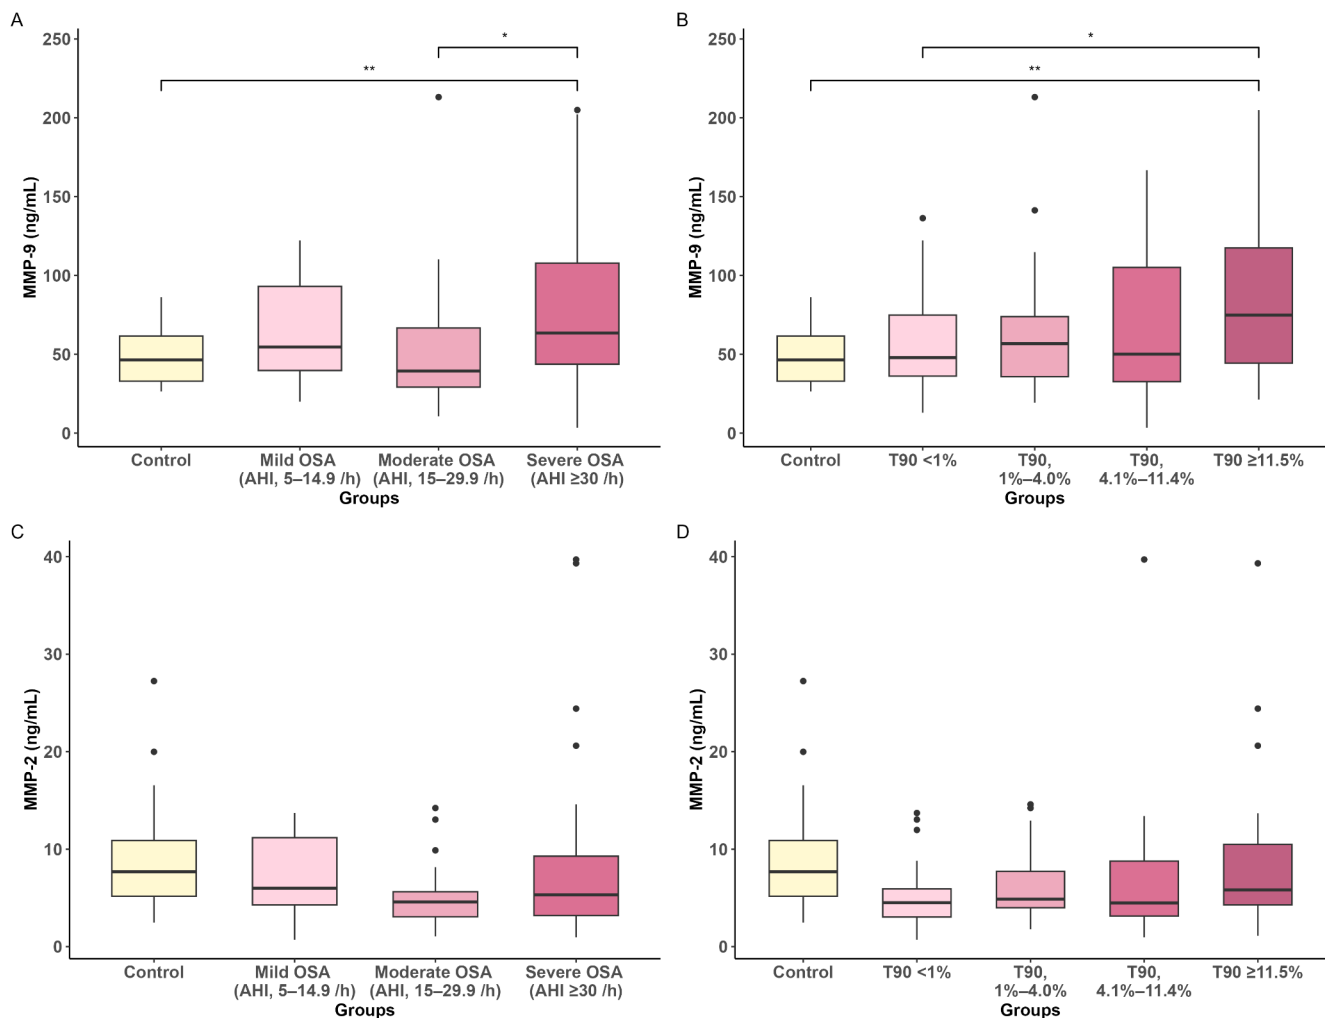 A
250
200
150
100
50
0
MMP-9 (ng/mL)
*
**
Control
Mild OSA
(AHI, 5–14.9 /h)
Moderate OSA
(AHI, 15–29.9 /h)
Severe OSA
(AHI ≥30 /h)
Groups
B
250
200
150
100
50
0
MMP-9 (ng/mL)
*
**
Control
T90 <1%
T90,
1%–4.0%
T90,
4.1%–11.4%
T90 ≥11.5%
Groups
C
40
30
20
10
0
MMP-2 (ng/mL)
Control
Mild OSA
(AHI, 5–14.9 /h)
Moderate OSA
(AHI, 15–29.9 /h)
Severe OSA
(AHI ≥30 /h)
Groups
D
40
30
20
10
0
MMP-2 (ng/mL)
Control
T90 <1%
T90,
1%–4.0%
T90,
4.1%–11.4%
T90 ≥11.5%
Groups